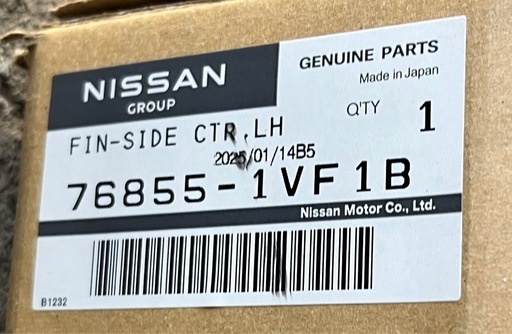 NISSAN
GROUP
GENUINE PARTS
Made in Japan
FIN-SIDE CTR,LH
Q'TY 1
2025/01/14B5
76855-1VF1B
Nissan Motor Co., Ltd.
B1232